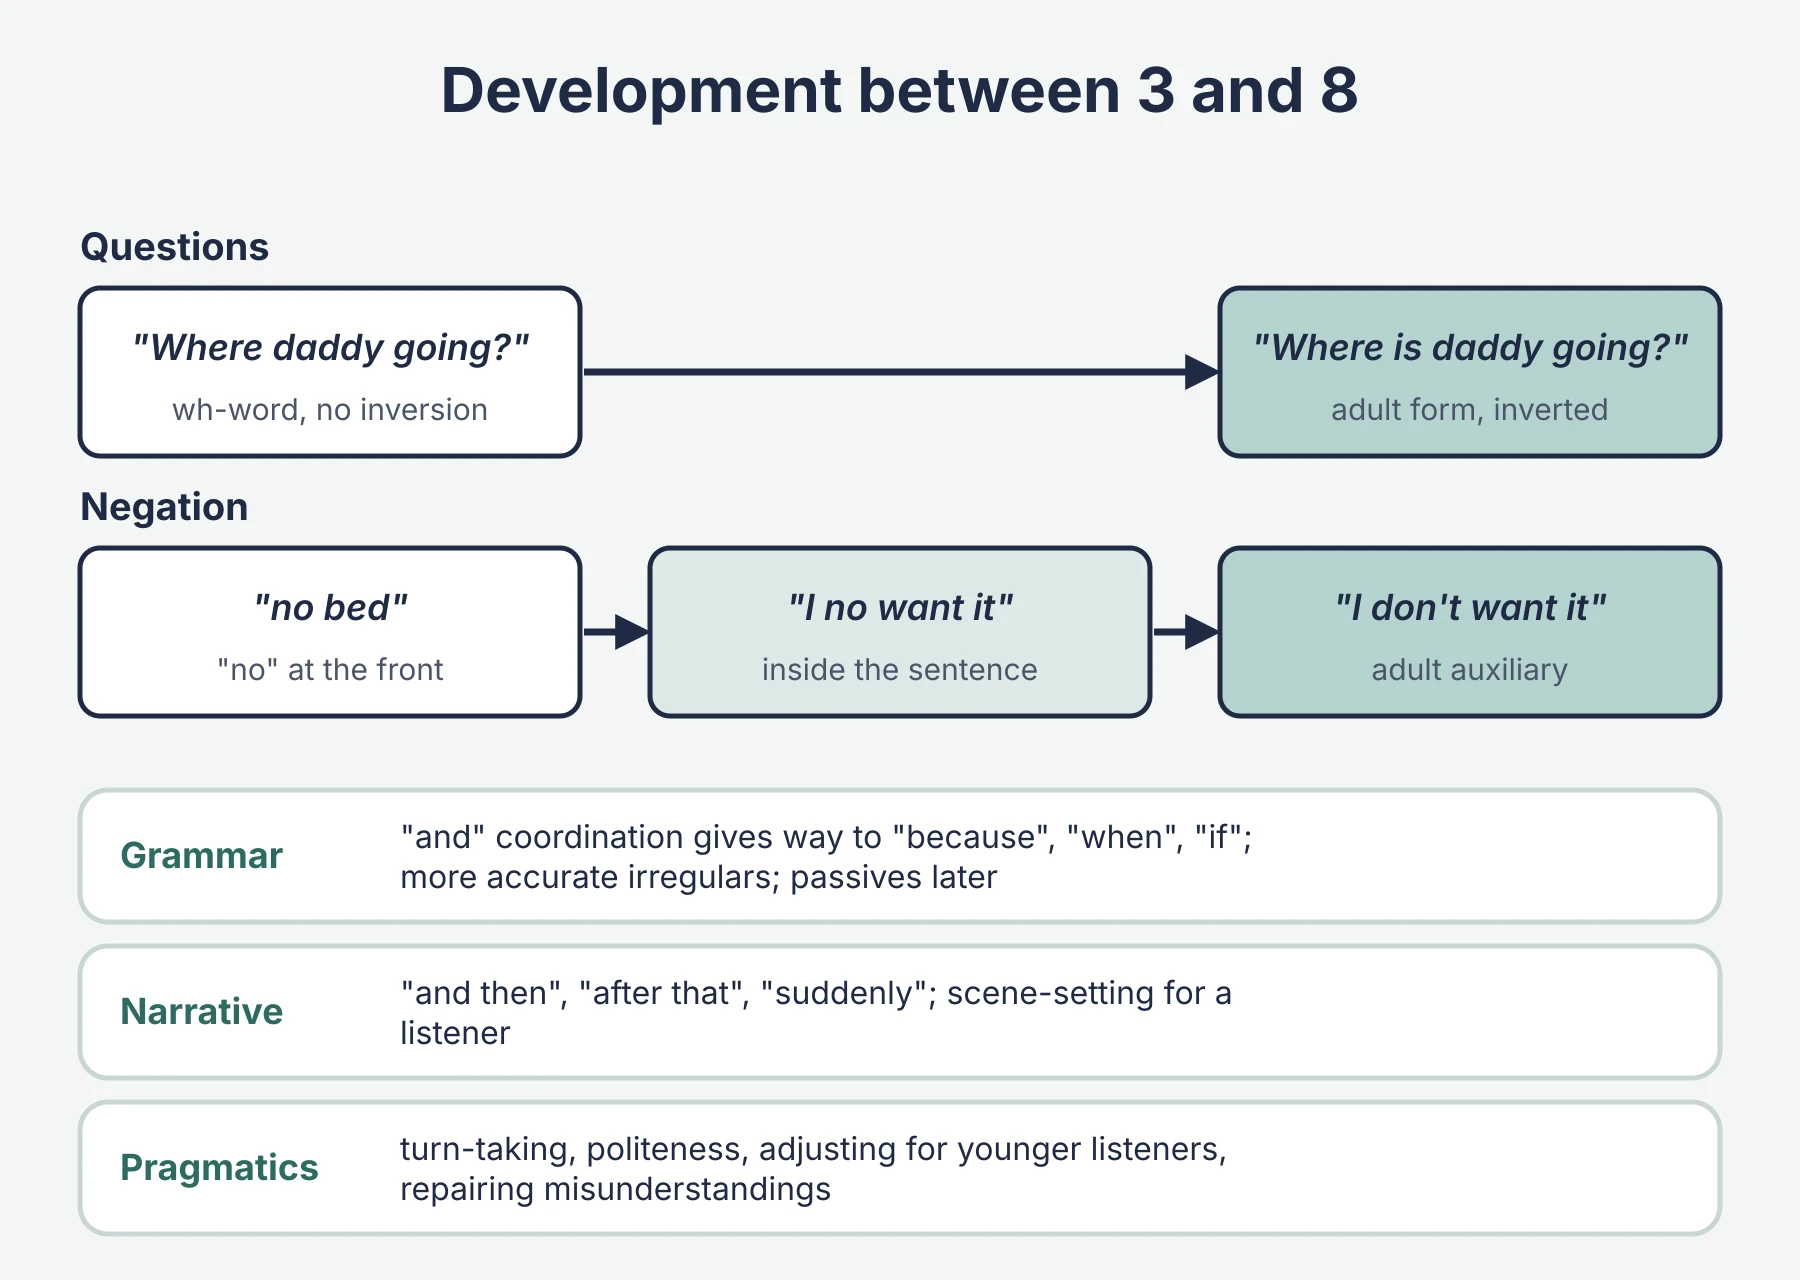 Development between 3 and 8
Questions
"Where daddy going?"
wh-word, no inversion
"Where is daddy going?"
adult form, inverted
Negation
"no bed"
"no" at the front
"I no want it"
inside the sentence
"I don't want it"
adult auxiliary
Grammar
"and" coordination gives way to "because", "when", "if";
more accurate irregulars; passives later
Narrative
"and then", "after that", "suddenly"; scene-setting for a
listener
Pragmatics
turn-taking, politeness, adjusting for younger listeners,
repairing misunderstandings